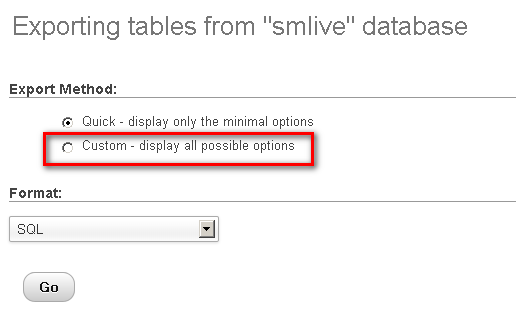 Exporting tables from "smlive" database
Export Method:
Quick - display only the minimal options
Custom - display all possible options
Format:
SQL
Go